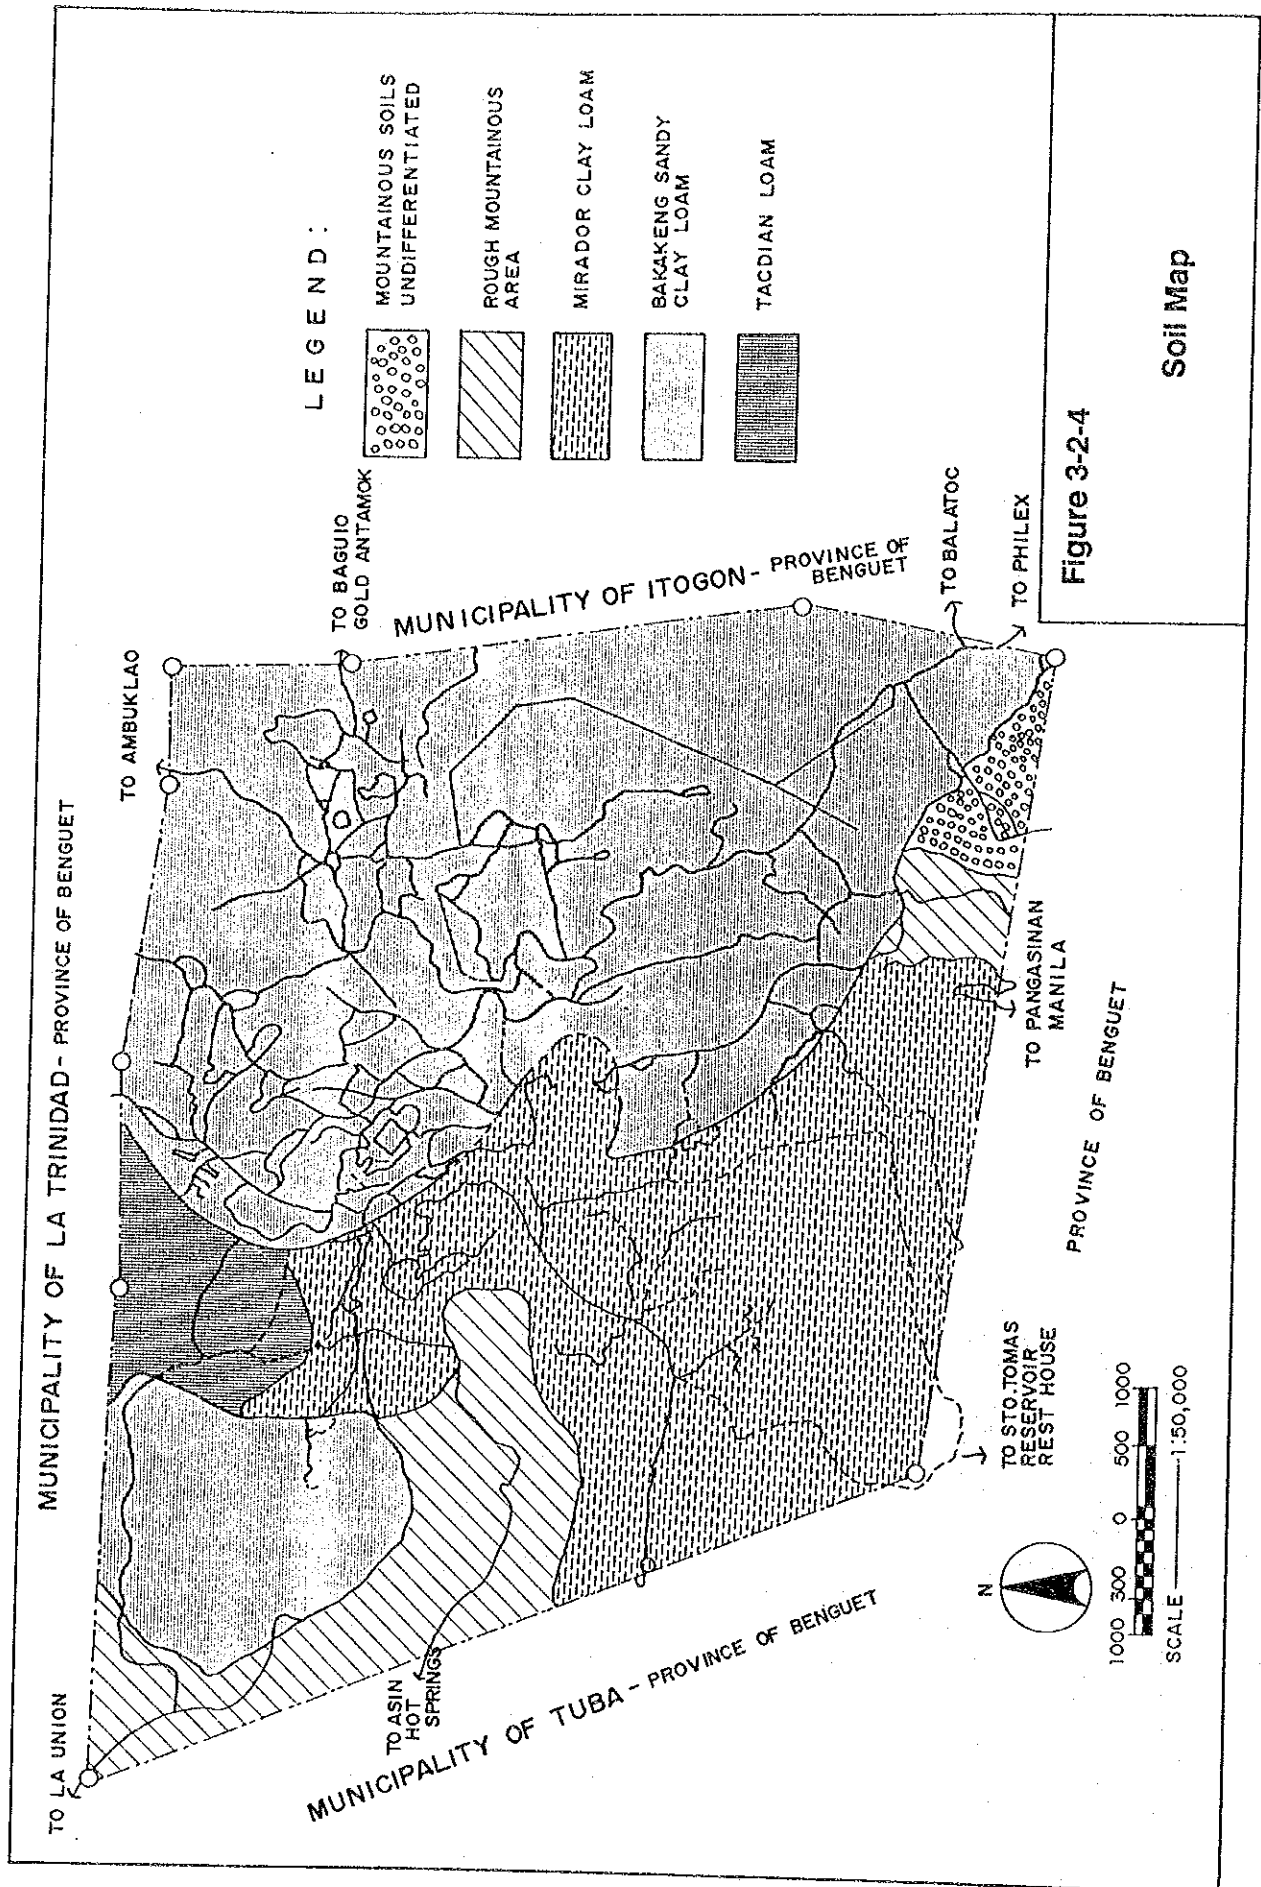 MUNICIPALITY OF LA TRINIDAD - PROVINCE OF BENGUET
TO LA UNION
TO AMBUKLAO
TO BAGUIO
GOLD ANTAMOK
MUNICIPALITY OF ITOGON - PROVINCE OF
BENGUET
TO BALATOC
TO PHILEX
TO ASIN
HOT
SPRINGS
MUNICIPALITY OF TUBA - PROVINCE OF BENGUET
TO STO. TOMAS
RESERVOIR
REST HOUSE
PROVINCE OF BENGUET
TO PANGASINAN
MANILA
LEGEND:
MOUNTAINOUS SOILS
UNDIFFERENTIATED
ROUGH MOUNTAINOUS
AREA
MIRADOR CLAY LOAM
BAKAKENG SANDY
CLAY LOAM
TACDIAN LOAM
N
1000 300 0 500 1000
SCALE 1:50,000
Figure 3-2-4
Soil Map